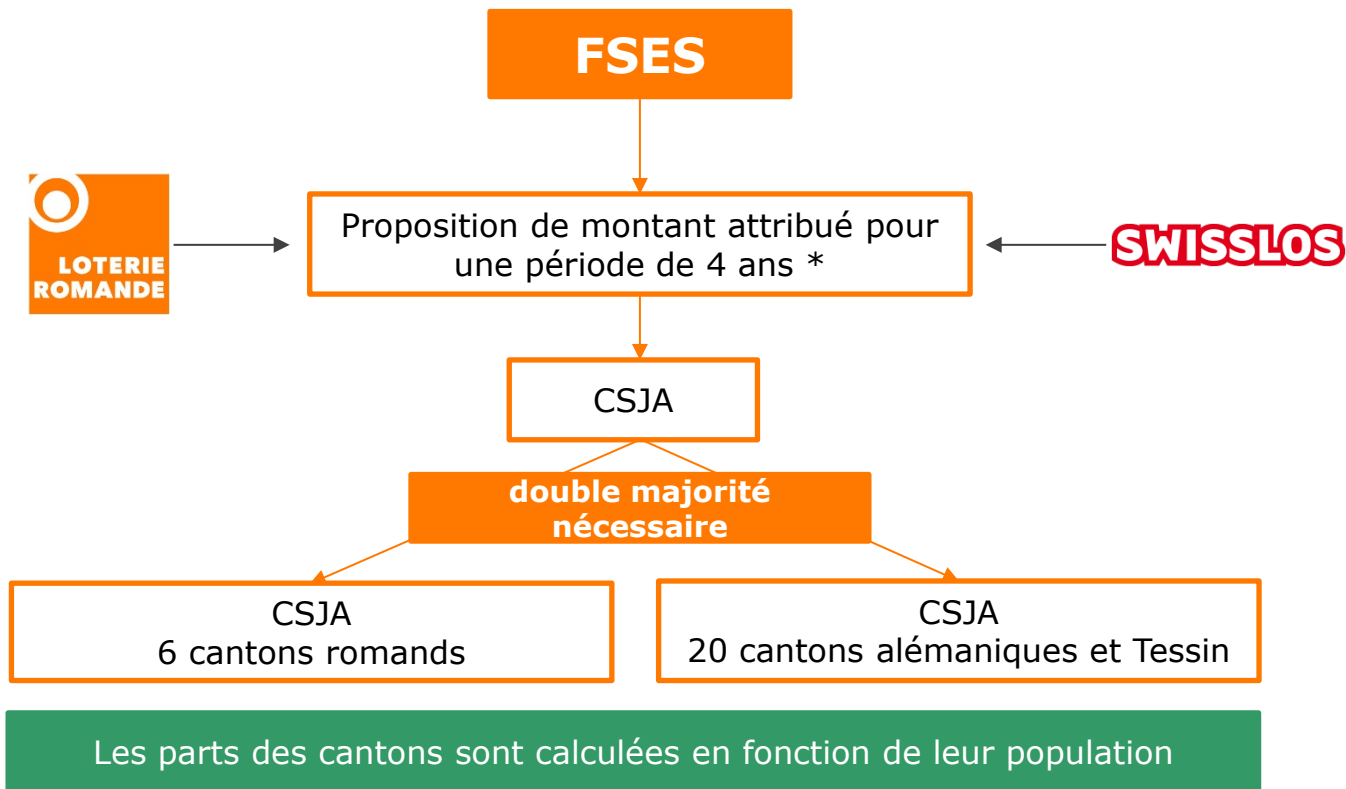 FSES
LOTERIE
ROMANDE
Proposition de montant attribué pour
une période de 4 ans *
SWISSLOS
CSJA
double majorité
nécessaire
CSJA
6 cantons romands
CSJA
20 cantons alémaniques et Tessin
Les parts des cantons sont calculées en fonction de leur population